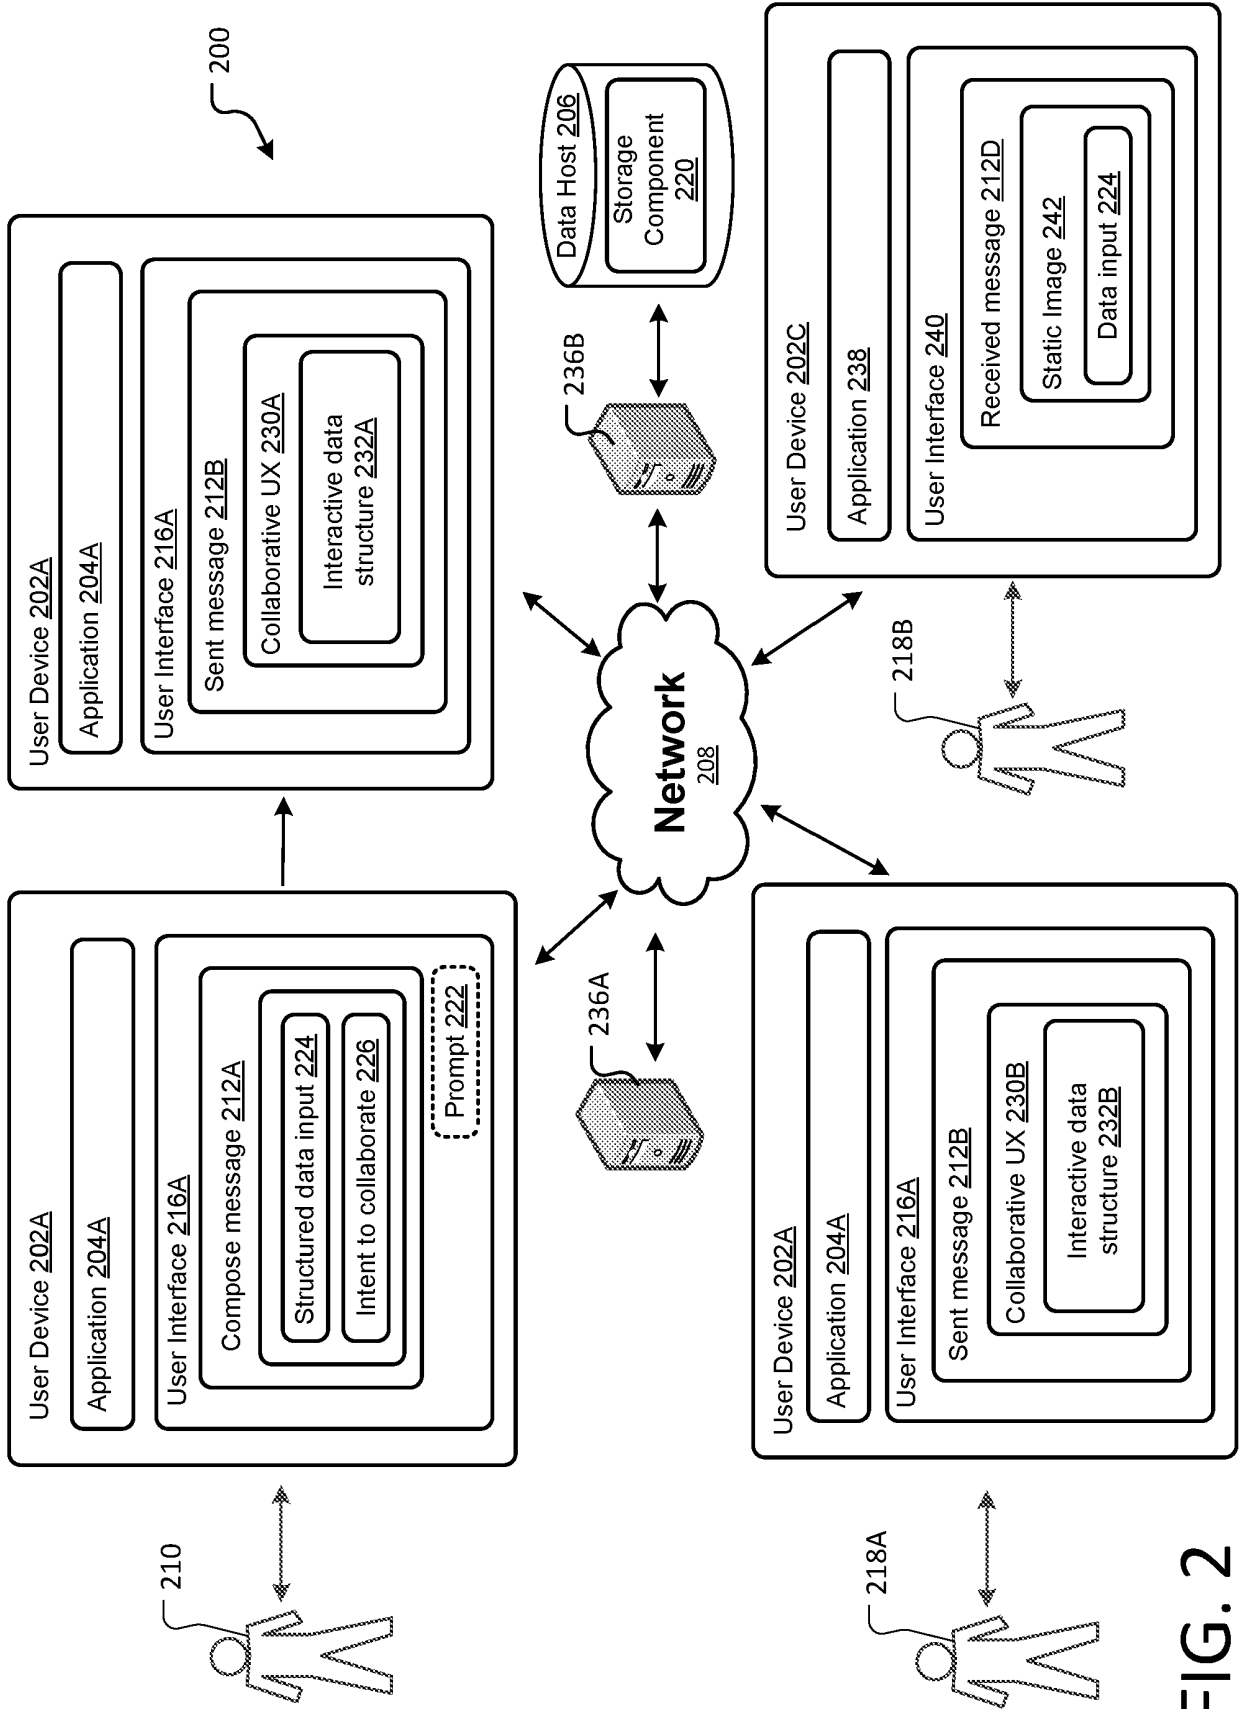 200
User Device 202A
Application 204A
User Interface 216A
Compose message 212A
Structured data input 224
Intent to collaborate 226
Prompt 222
210
User Device 202A
Application 204A
User Interface 216A
Sent message 212B
Collaborative UX 230A
Interactive data
structure 232A
236A
Network
208
236B
Data Host 206
Storage
Component
220
218A
User Device 202A
Application 204A
User Interface 216A
Sent message 212B
Collaborative UX 230B
Interactive data
structure 232B
218B
User Device 202C
Application 238
User Interface 240
Received message 212D
Static Image 242
Data input 224
FIG. 2